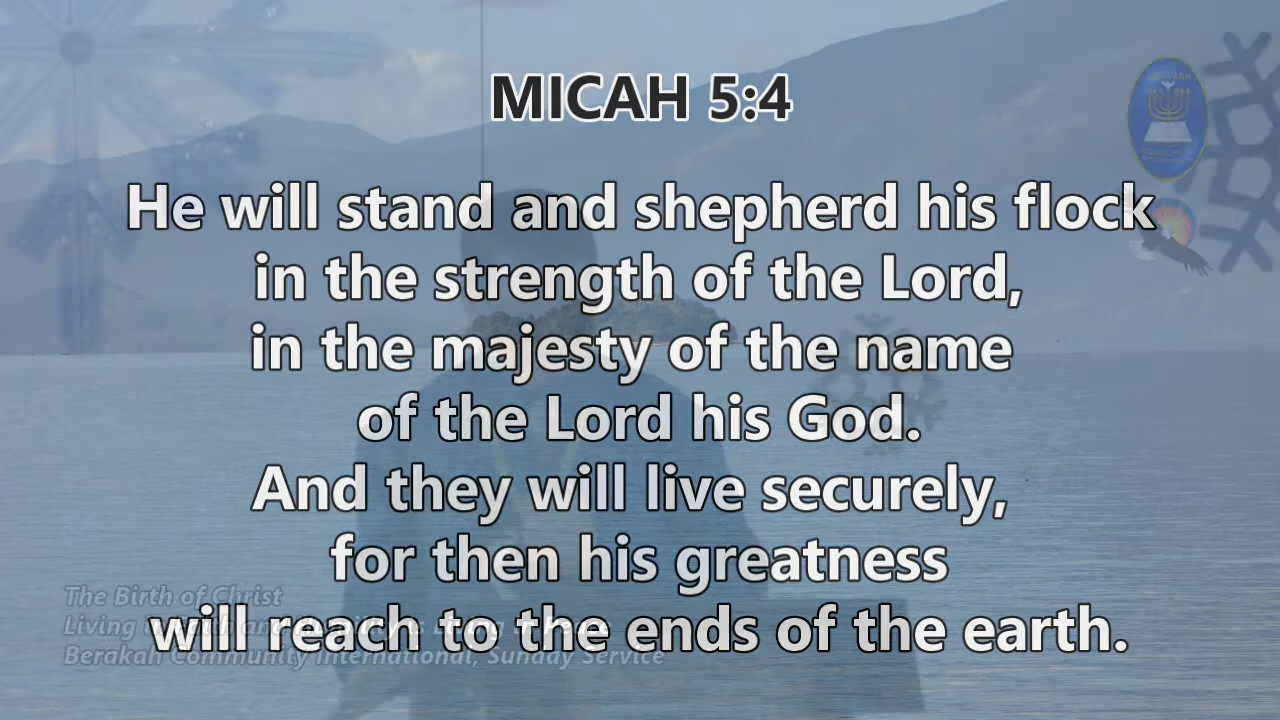 MICAH 5:4
He will stand and shepherd his flock
in the strength of the Lord,
in the majesty of the name
of the Lord his God.
And they will live securely,
for then his greatness
will reach to the ends of the earth.
The Birth of Christ
Living
Berakah Community International, Sunday Service